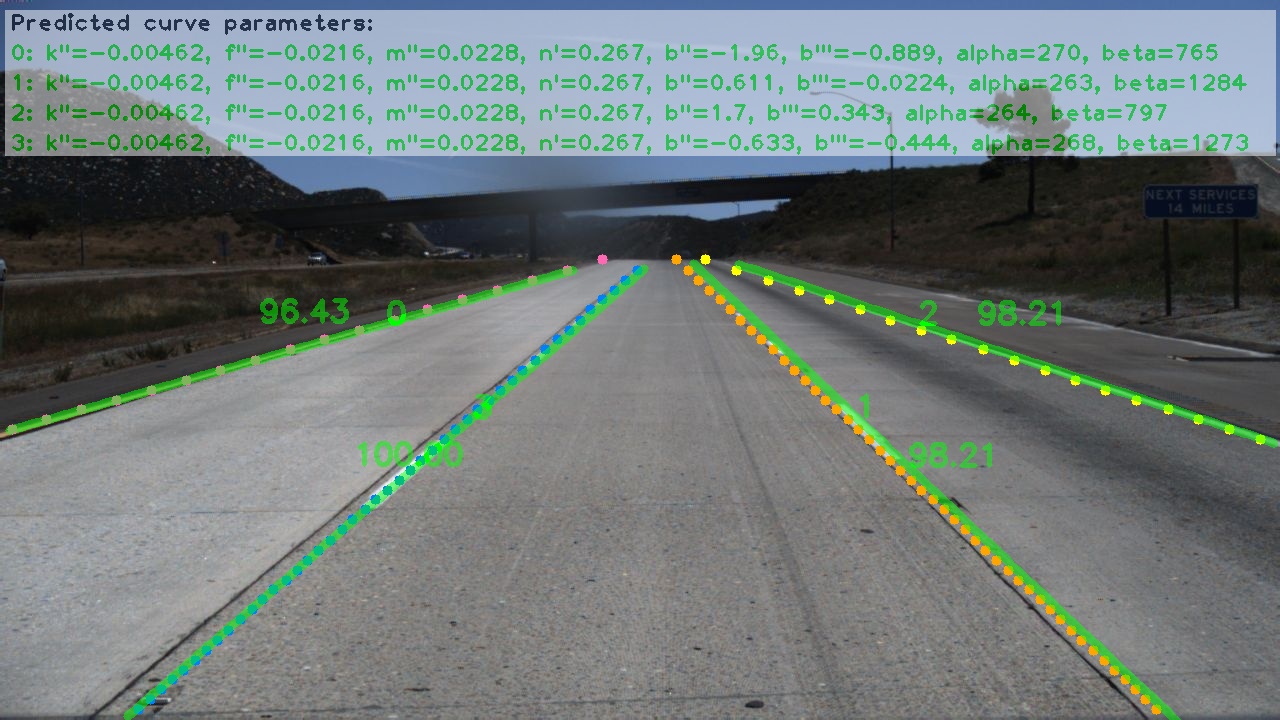 Predicted curve parameters:
0: k''=-0.00462, f''=-0.0216, m''=0.0228, n'=0.267, b''=-1.96, b'''=-0.889, alpha=270, beta=765
1: k''=-0.00462, f''=-0.0216, m''=0.0228, n'=0.267, b''=0.611, b'''=-0.0224, alpha=263, beta=1284
2: k''=-0.00462, f''=-0.0216, m''=0.0228, n'=0.267, b''=1.7, b'''=0.343, alpha=264, beta=797
3: k''=-0.00462, f''=-0.0216, m''=0.0228, n'=0.267, b''=-0.633, b'''=-0.444, alpha=268, beta=1273
NEXT SERVICES
14 MILES
96.43 0
2 98.21
1
100.00
98.21